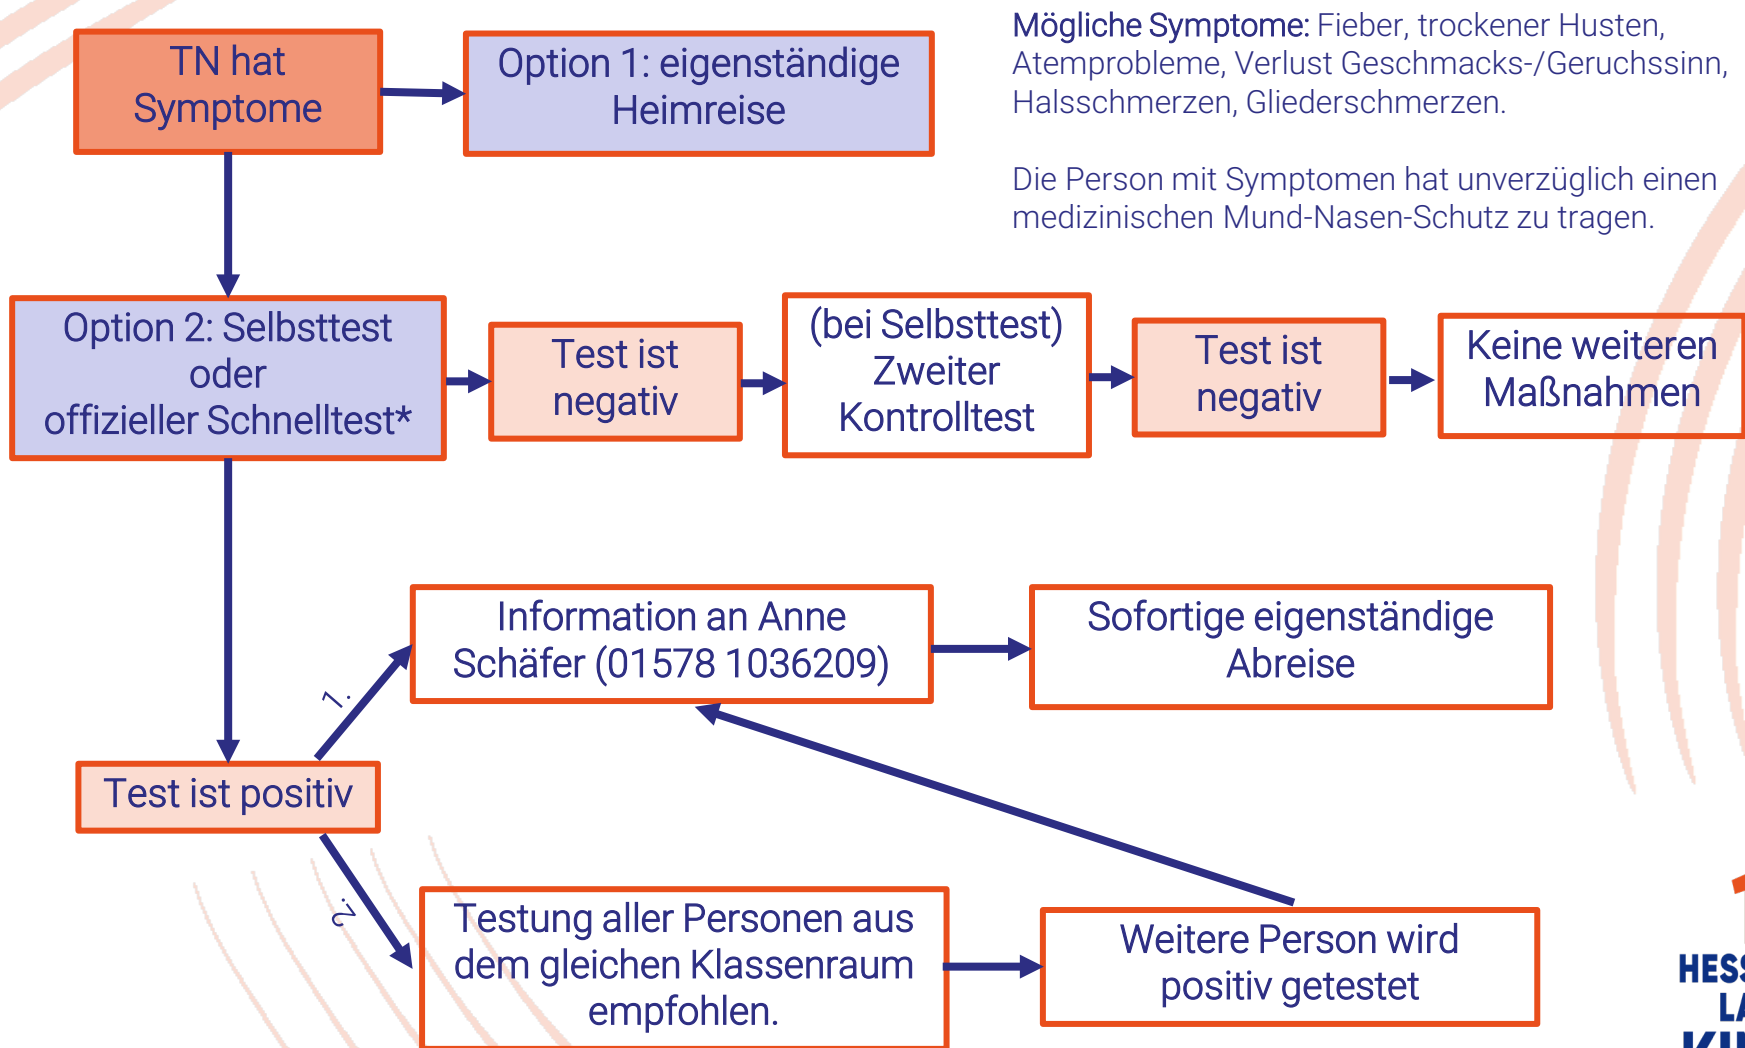 TN hat
Symptome
Option 1: eigenständige
Heimreise
Mögliche Symptome: Fieber, trockener Husten,
Atemprobleme, Verlust Geschmacks-/Geruchssinn,
Halsschmerzen, Gliederschmerzen.
Die Person mit Symptomen hat unverzüglich einen
medizinischen Mund-Nasen-Schutz zu tragen.
Option 2: Selbsttest
oder
offizieller Schnelltest*
Test ist
negativ
(bei Selbsttest)
Zweiter
Kontrolltest
Test ist
negativ
Keine weiteren
Maßnahmen
Information an Anne
Schäfer (01578 1036209)
Sofortige eigenständige
Abreise
1.
Test ist positiv
2.
Testung aller Personen aus
dem gleichen Klassenraum
empfohlen.
Weitere Person wird
positiv getestet